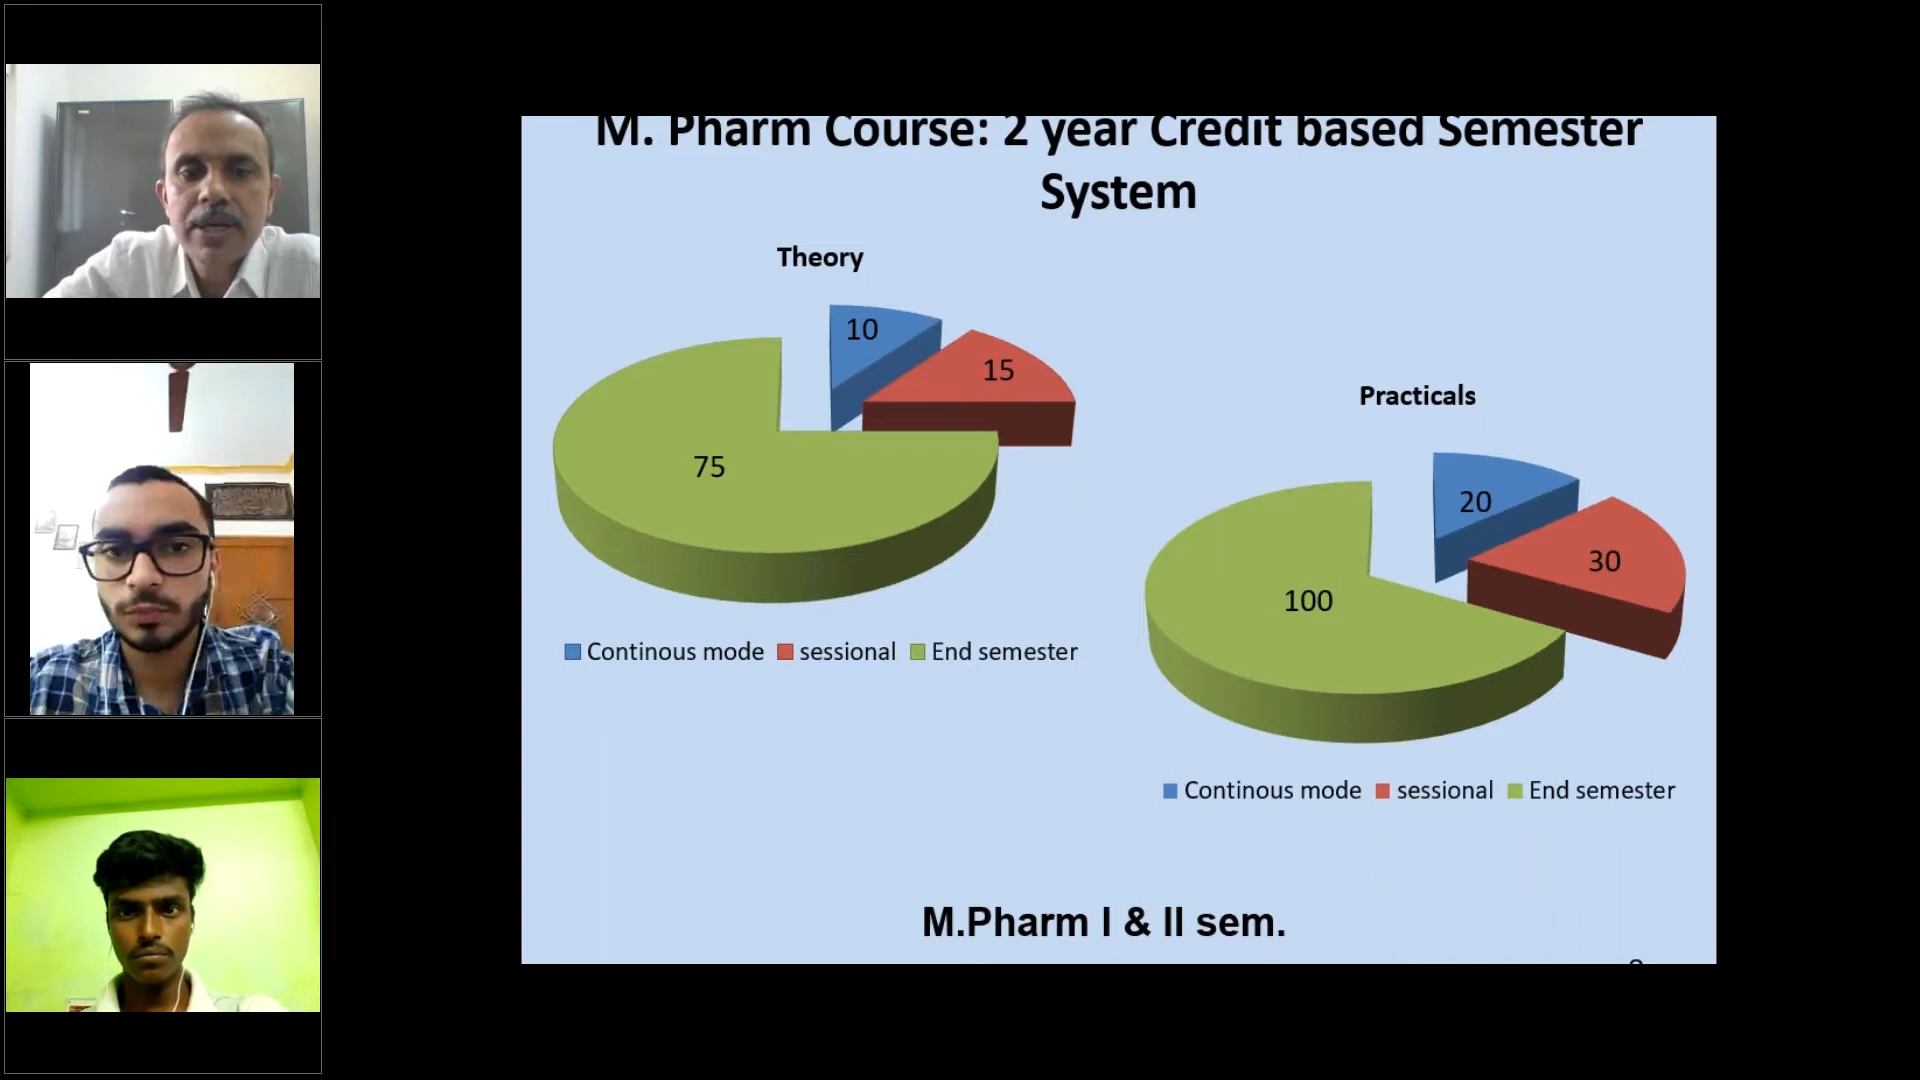 M. Pharm Course: 2 year Credit based Semester
System
Theory
10
15
75
Continous mode sessional End semester
Practicals
20
30
100
Continous mode sessional End semester
M.Pharm I & II sem.